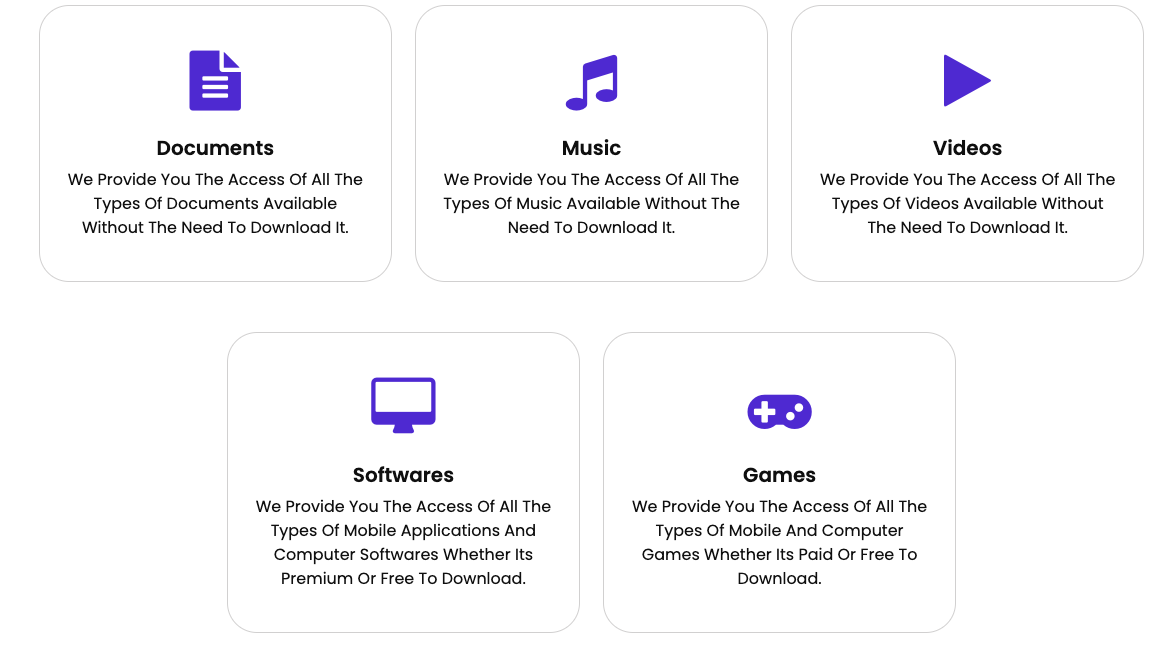 Documents
We Provide You The Access Of All The
Types Of Documents Available
Without The Need To Download It.
Music
We Provide You The Access Of All The
Types Of Music Available Without The
Need To Download It.
Videos
We Provide You The Access Of All The
Types Of Videos Available Without
The Need To Download It.
Softwares
We Provide You The Access Of All The
Types Of Mobile Applications And
Computer Softwares Whether Its
Premium Or Free To Download.
Games
We Provide You The Access Of All The
Types Of Mobile And Computer
Games Whether Its Paid Or Free To
Download.